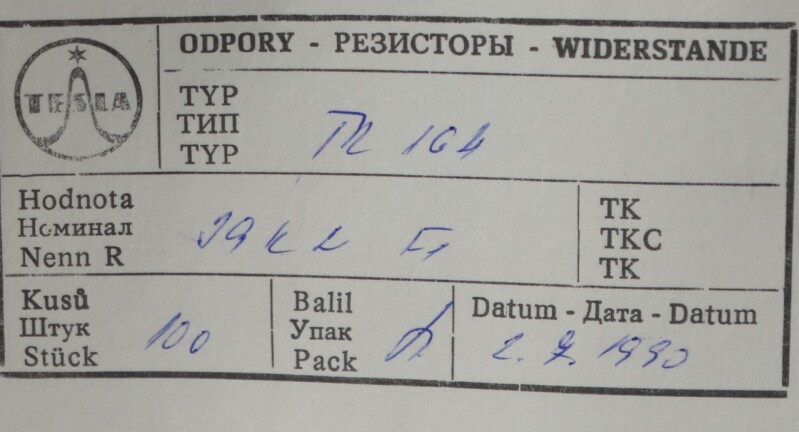 TESLA
ODPORY - РЕЗИСТОРЫ - WIDERSTANDE
TYP
ТИП
TYP
TR 164
Hodnota
Номинал
Nenn R
TK
TKC
TK
Kusů
Штук
Stück
100
Balil
Упак
Pack
Datum - Дата - Datum
2. 7. 1990